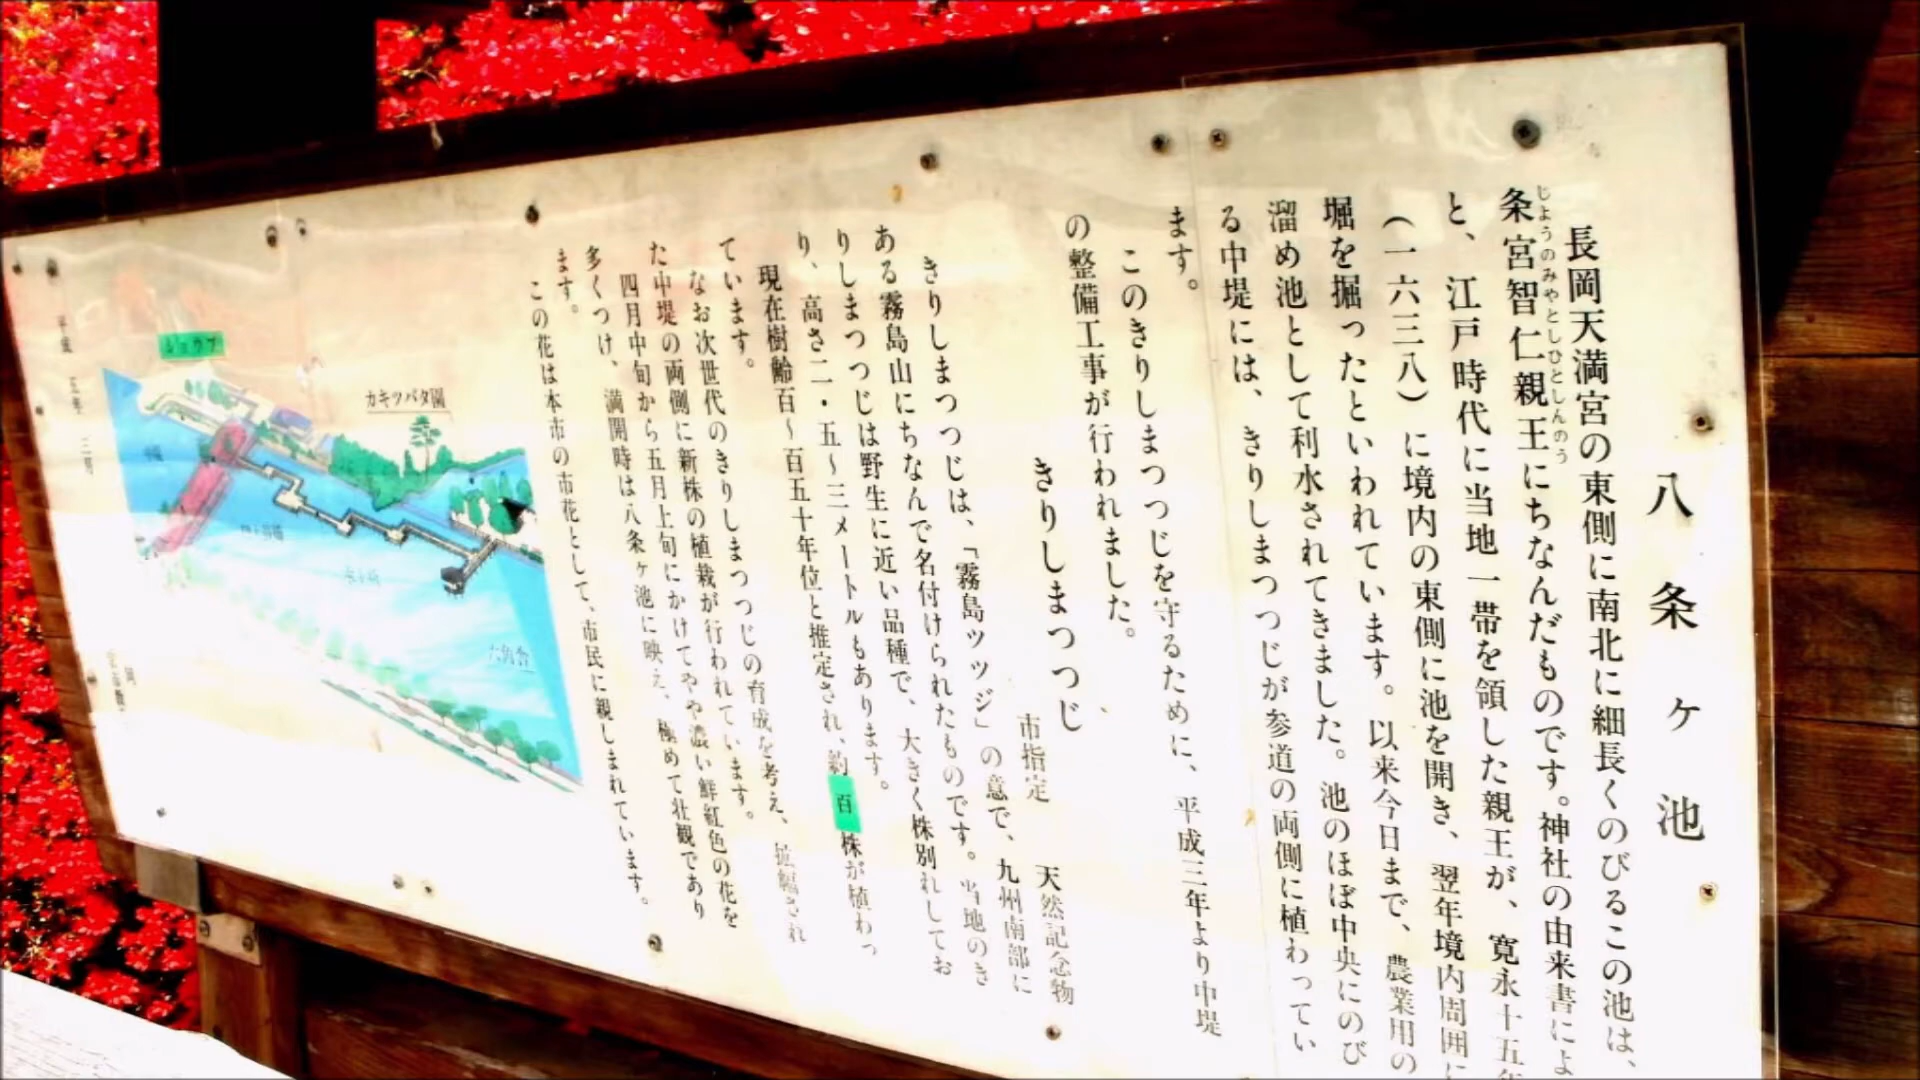 八条ヶ池
長岡天満宮の東側に南北に細長くのびるこの池は、
条宮智仁親王にちなんだものです。神社の由来書によ
じょうのみやとしひとしんのう
と、江戸時代に当地一帯を領した親王が、寛永十五年
(一六三八)に境内の東側に池を開き、翌年境内周囲に
堀を掘ったといわれています。以来今日まで、農業用の
溜め池として利水されてきました。池のほぼ中央にのび
る中堤には、きりしまつつじが参道の両側に植わってい
ます。
このきりしまつつじを守るために、平成三年より中堤
の整備工事が行われました。
きりしまつつじ
市指定 天然記念物
きりしまつつじは、「霧島ツツジ」の意で、九州南部に
ある霧島山にちなんで名付けられたものです。当地のき
りしまつつじは野生に近い品種で、大きく株別れしてお
り、高さ二・五〜三メートルもあります。
現在樹齢百〜百五十年位と推定され、約百株が植わっ
ています。
なお次世代のきりしまつつじの育成を考え、拡幅され
た中堤の両側に新株の植栽が行われています。
四月中旬から五月上旬にかけてやや濃い鮮紅色の花を
多くつけ、満開時は八条ヶ池に映え、極めて壮観であり
ます。
この花は本市の市花として、市民に親しまれています。
カキツバタ園
六角舎
平成 五年 三月